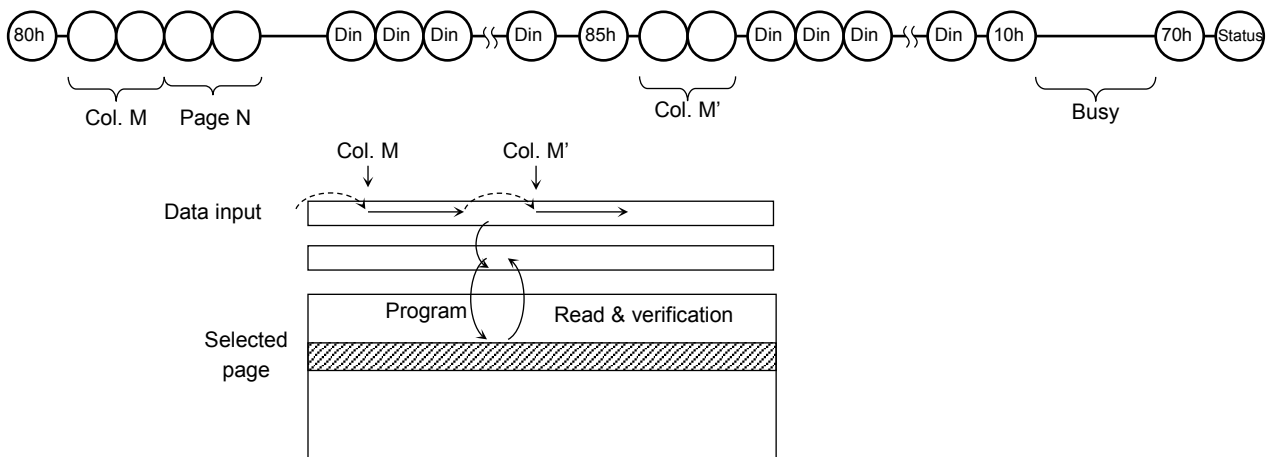 80h Din Din Din Din 85h Din Din Din Din 10h 70h Status
Col. M Page N Col. M’ Busy
Col. M Col. M’
Data input
Program Read & verification
Selected
page